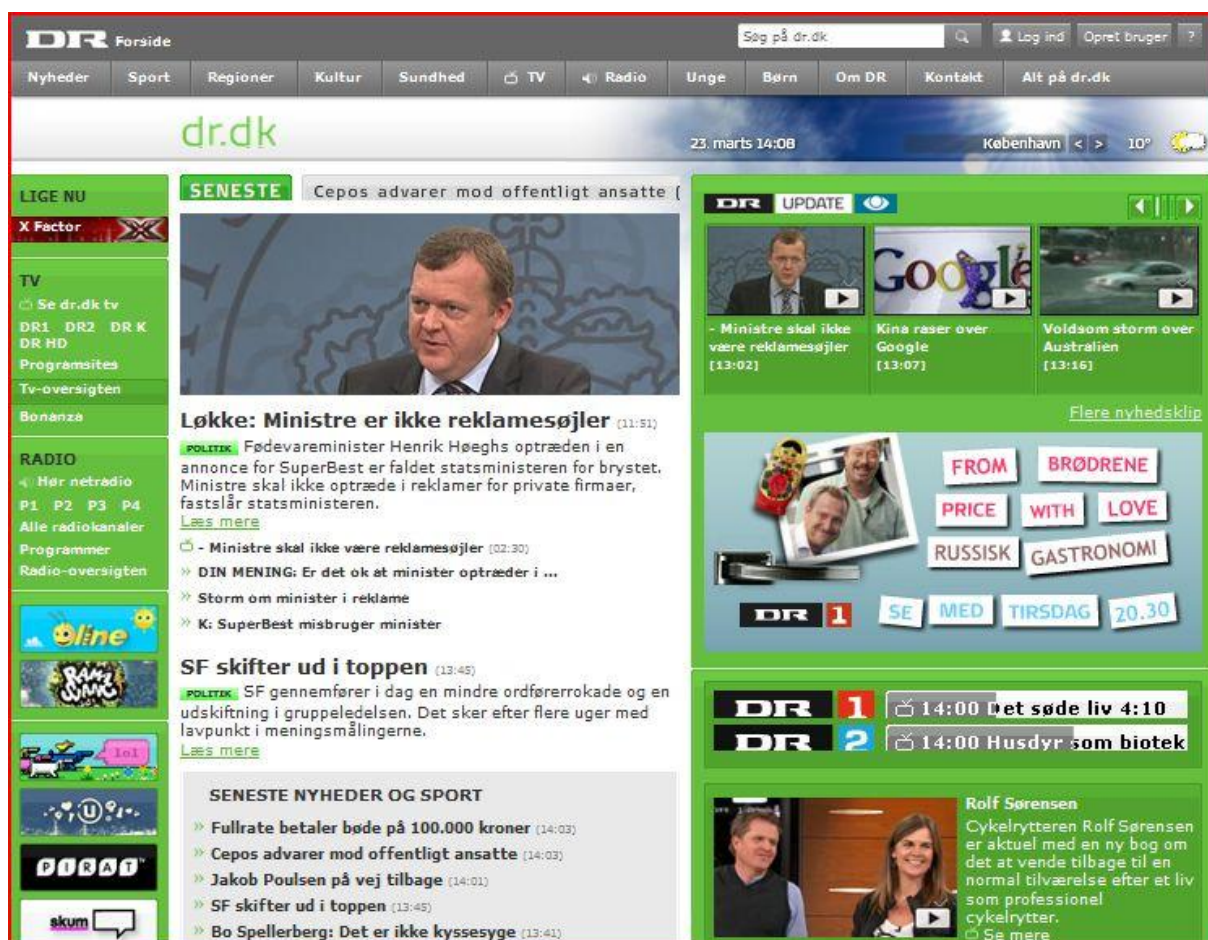 DR Forside
Søg på dr.dk
Log ind
Opret bruger
?
Nyheder Sport Regioner Kultur Sundhed TV Radio Unge Børn Om DR Kontakt Alt på dr.dk
dr.dk
23. marts 14:08
København < > 10°
LIGE NU
X Factor
TV
Se dr.dk tv
DR1 DR2 DR K
DR HD
Programsites
Tv-oversigten
Bonanza
RADIO
Hør netradio
P1 P2 P3 P4
Alle radiokanaler
Programmer
Radio-oversigten
Oline
RAMASJANG
lol
U
PIRAT
skum
SENESTE Cepos advarer mod offentligt ansatte (
Løkke: Ministre er ikke reklamesøjler (11:51)
POLITIK Fødevareminister Henrik Høeghs optræden i en
annonce for SuperBest er faldet statsministeren for brystet.
Ministre skal ikke optræde i reklamer for private firmaer,
fastslår statsministeren.
Læs mere
- Ministre skal ikke være reklamesøjler (02:30)
» DIN MENING: Er det ok at minister optræder i ...
» Storm om minister i reklame
» K: SuperBest misbruger minister
SF skifter ud i toppen (13:45)
POLITIK SF gennemfører i dag en mindre ordførerrokade og en
udskiftning i gruppeledelsen. Det sker efter flere uger med
lavpunkt i meningsmålingerne.
Læs mere
SENESTE NYHEDER OG SPORT
» Fullrate betaler bøde på 100.000 kroner (14:03)
» Cepos advarer mod offentligt ansatte (14:03)
» Jakob Poulsen på vej tilbage (14:01)
» SF skifter ud i toppen (13:45)
» Bo Spellerberg: Det er ikke kyssesyge (13:41)
DR UPDATE
Google
- Ministre skal ikke
være reklamesøjler
[13:02]
Kina raser over
Google
[13:07]
Voldsom storm over
Australien
[13:16]
Flere nyhedsklip
FROM BRØDRENE
PRICE WITH LOVE
RUSSISK GASTRONOMI
DR 1 SE MED TIRSDAG 20.30
DR 1 14:00 Det søde liv 4:10
DR 2 14:00 Husdyr som biotek
Rolf Sørensen
Cykelrytteren Rolf Sørensen
er aktuel med en ny bog om
det at vende tilbage til en
normal tilværelse efter et liv
som professionel
cykelrytter.
Se mere